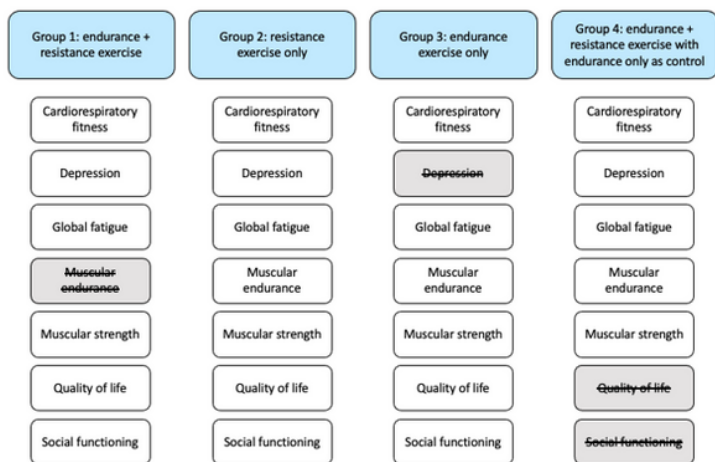 Group 1: endurance +
resistance exercise
Group 2: resistance
exercise only
Group 3: endurance
exercise only
Group 4: endurance +
resistance exercise with
endurance only as control
Cardiorespiratory
fitness
Cardiorespiratory
fitness
Cardiorespiratory
fitness
Cardiorespiratory
fitness
Depression
Depression
Depression
Depression
Global fatigue
Global fatigue
Global fatigue
Global fatigue
Muscular
endurance
Muscular
endurance
Muscular
endurance
Muscular
endurance
Muscular strength
Muscular strength
Muscular strength
Muscular strength
Quality of life
Quality of life
Quality of life
Quality of life
Social functioning
Social functioning
Social functioning
Social functioning